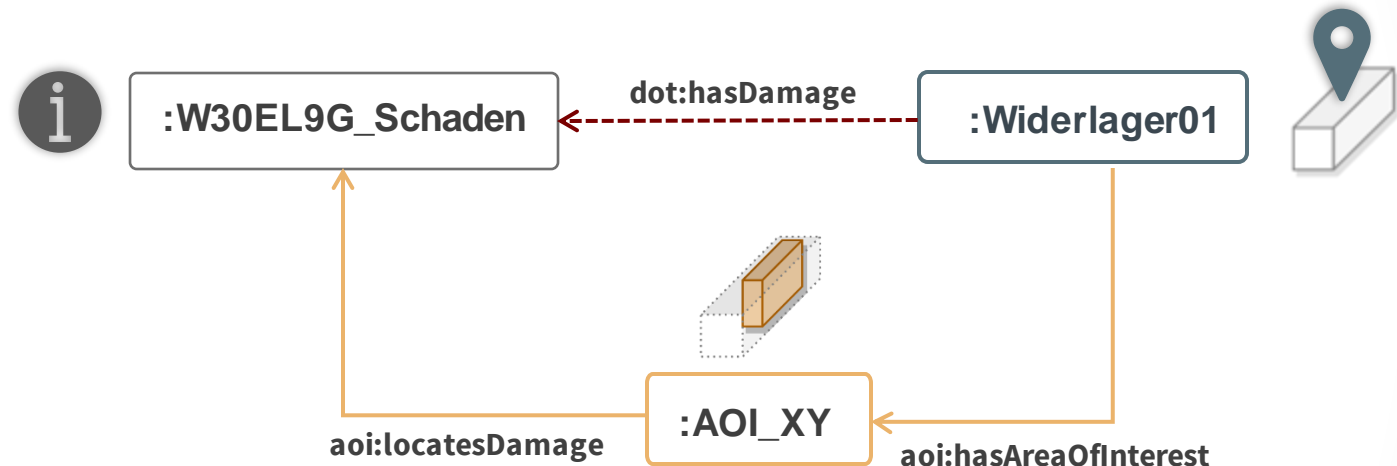 i
:W30EL9G_Schaden
dot:hasDamage
:Widerlager01
:AOI_XY
aoi:locatesDamage
aoi:hasAreaOfInterest